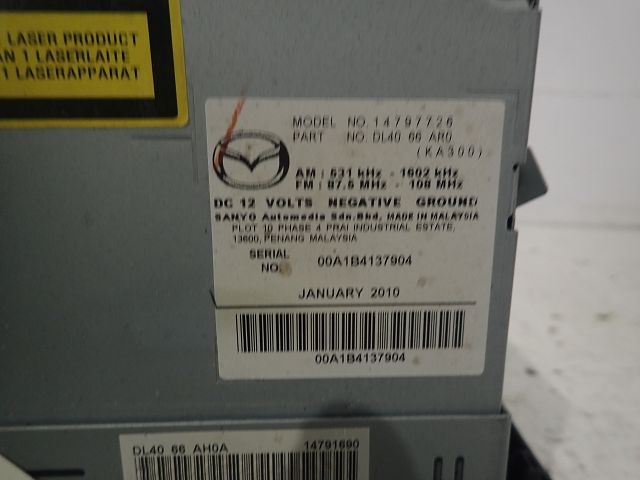 LASER PRODUCT
1 LASERLAITE
1 LASERAPPARAT
MODEL NO. 14797726
PART NO. DL40 66 AR0
(KA300)
AM : 531 kHz - 1602 kHz
FM : 87.5 MHz - 108 MHz
DC 12 VOLTS NEGATIVE GROUND
SANYO Automedia Sdn.Bhd, MADE IN MALAYSIA
PLOT 10 PHASE 4 PRAI INDUSTRIAL ESTATE,
13600, PENANG MALAYSIA
SERIAL
NO. 00A1B4137904
JANUARY 2010
00A1B4137904
DL40 66 AH0A 14791690